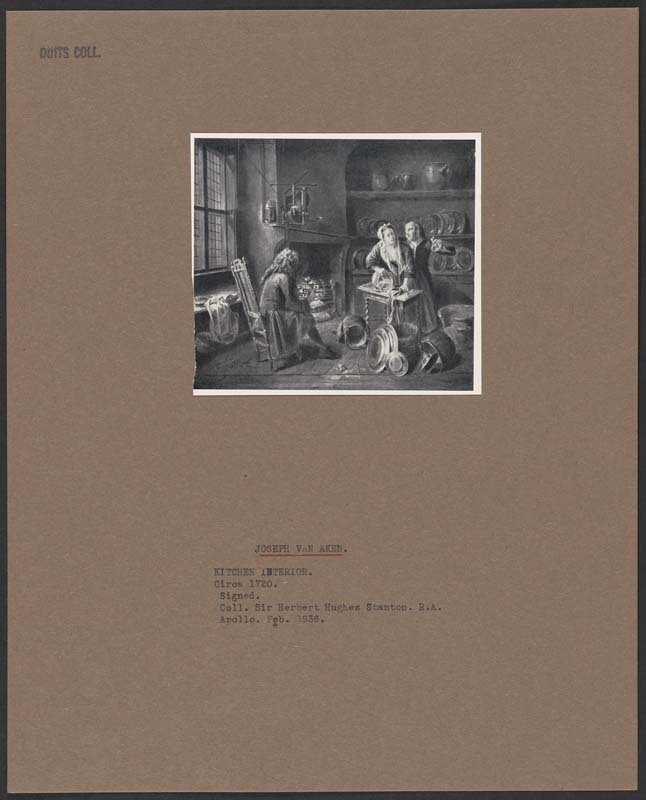 DUITS COLL.
JOSEPH VAN AKEN.
KITCHEN INTERIOR.
Circa 1720.
Signed.
Coll. Sir Herbert Hughes Stanton. R.A.
Apollo. Feb. 1936.